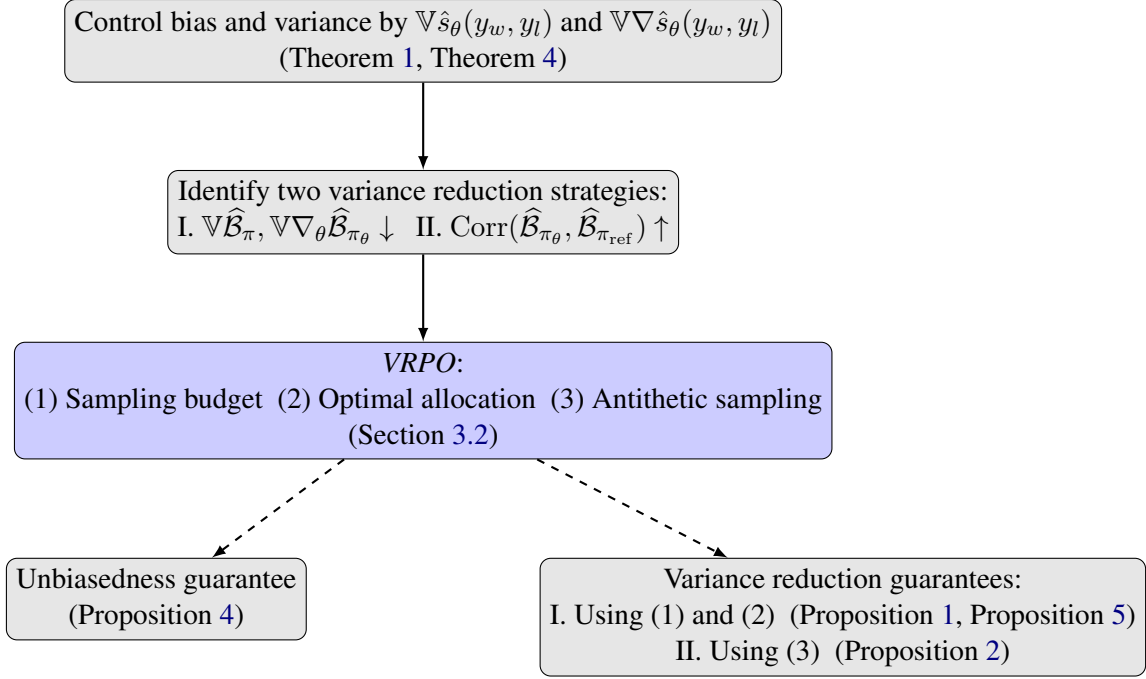 Control bias and variance by 𝕍ŝ_θ(y_w, y_l) and 𝕍∇ŝ_θ(y_w, y_l)
(Theorem 1, Theorem 4)
Identify two variance reduction strategies:
I. 𝕍B̂_π, 𝕍∇_θB̂_{π_θ} ↓ II. Corr(B̂_{π_θ}, B̂_{π_ref}) ↑
VRPO:
(1) Sampling budget (2) Optimal allocation (3) Antithetic sampling
(Section 3.2)
Unbiasedness guarantee
(Proposition 4)
Variance reduction guarantees:
I. Using (1) and (2) (Proposition 1, Proposition 5)
II. Using (3) (Proposition 2)